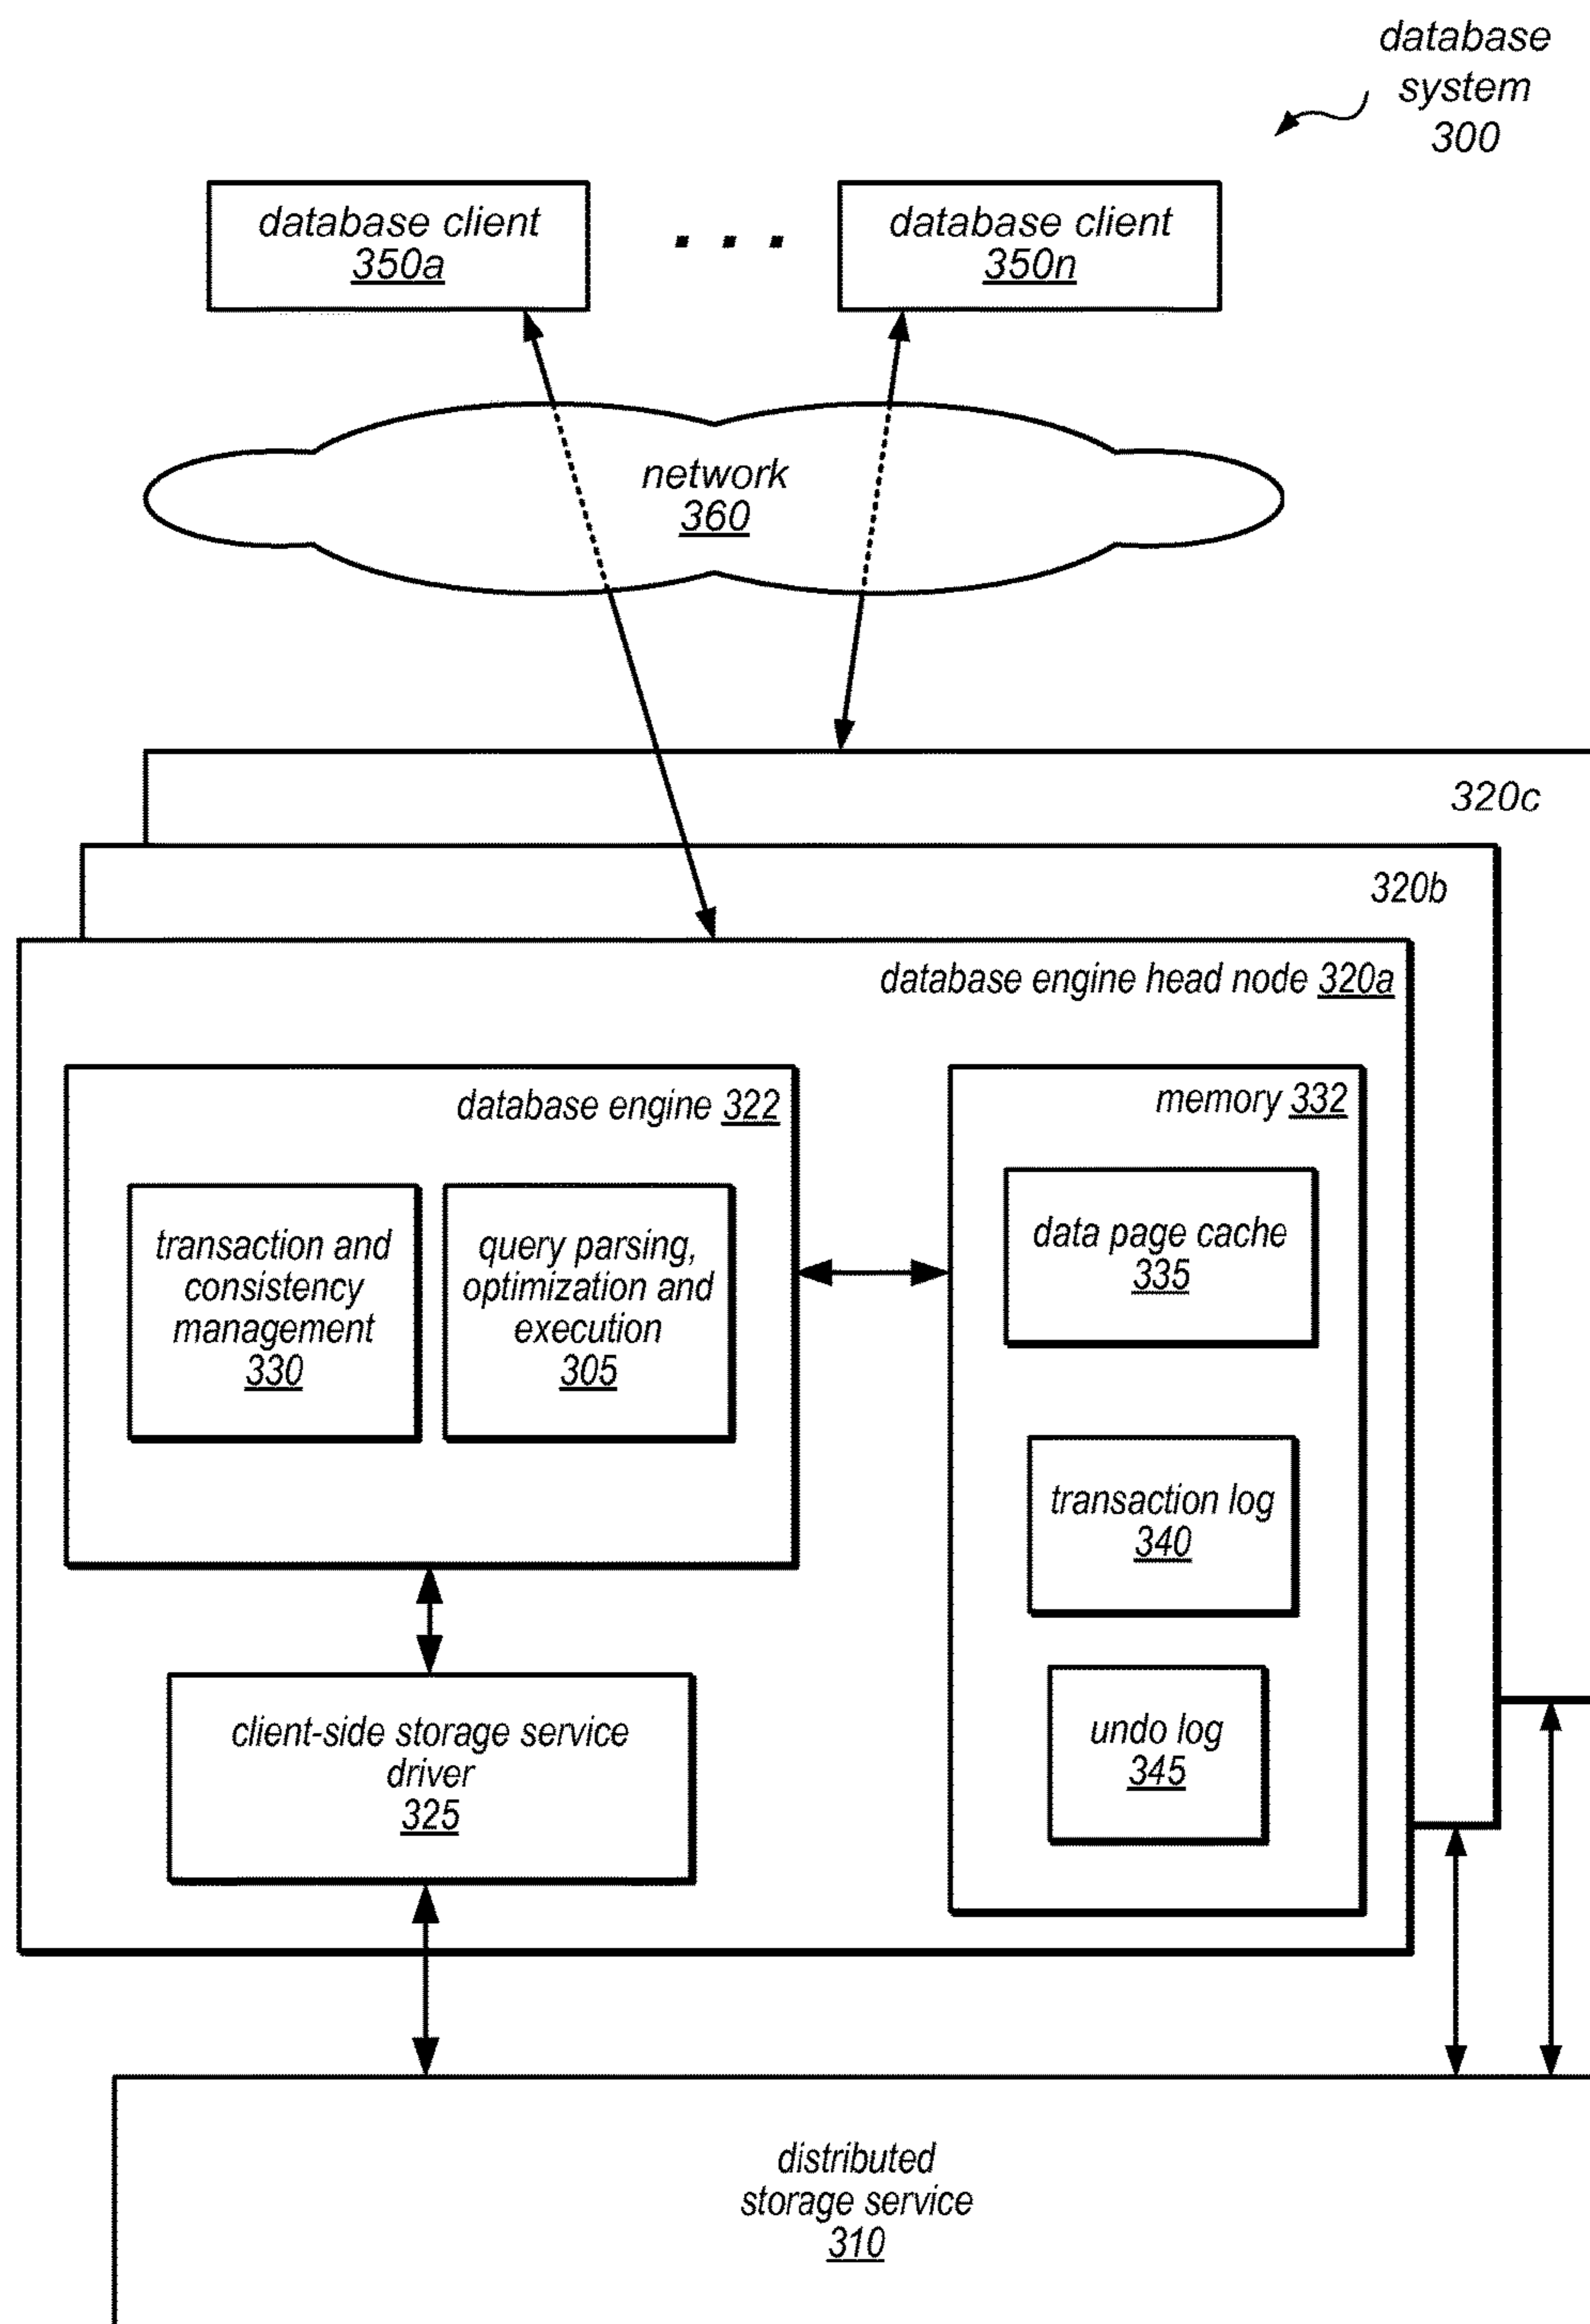 database
system
300
database client
350a
. . .
database client
350n
network
360
320c
320b
database engine head node 320a
database engine 322
memory 332
transaction and
consistency
management
330
query parsing,
optimization and
execution
305
data page cache
335
transaction log
340
undo log
345
client-side storage service
driver
325
distributed
storage service
310